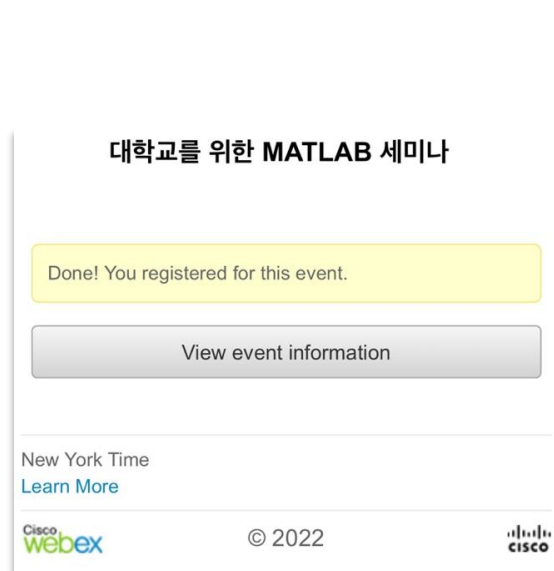 대학교를 위한 MATLAB 세미나
Done! You registered for this event.
View event information
New York Time
Learn More
Cisco
webex
© 2022
CISCO